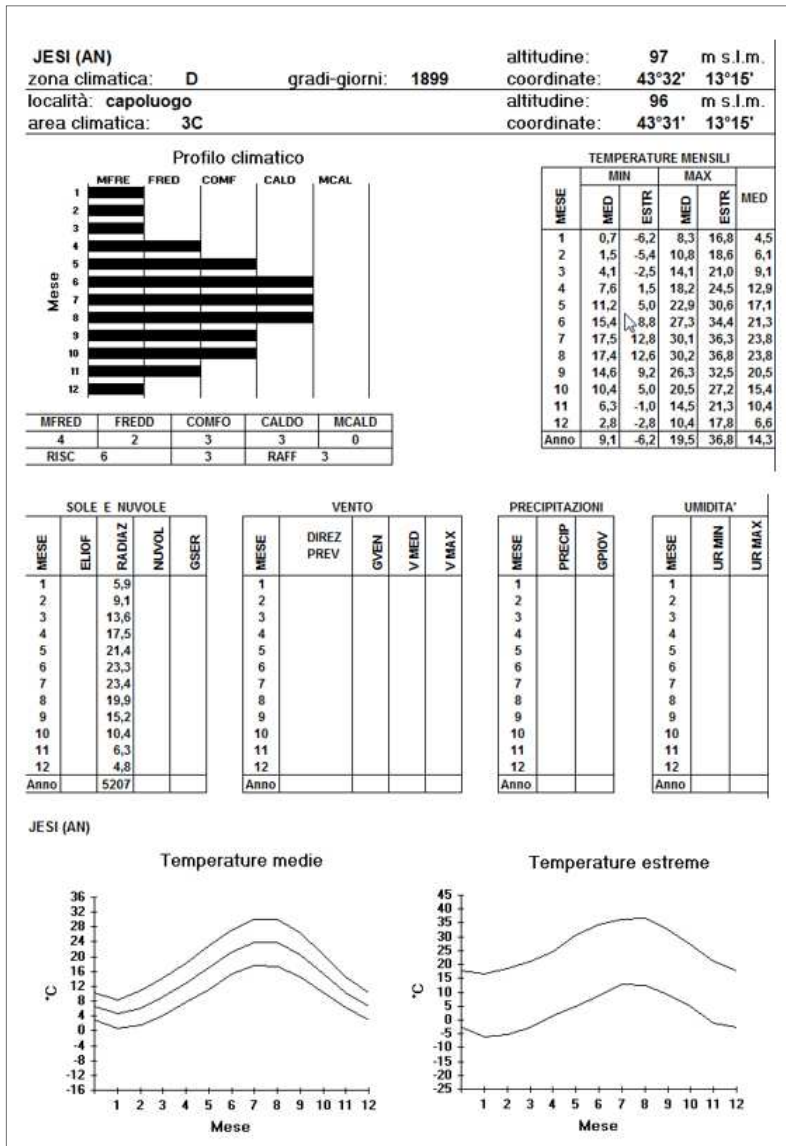 JESI (AN) altitudine: 97 m s.l.m.
zona climatica: D gradi-giorni: 1899 coordinate: 43°32' 13°15'
località: capoluogo altitudine: 96 m s.l.m.
area climatica: 3C coordinate: 43°31' 13°15'
Profilo climatico
MFRE FRED COMF CALD MCAL
Mese
1
2
3
4
5
6
7
8
9
10
11
12
MFRED FREDD COMFO CALDO MCALD
4 2 3 3 0
RISC 6 3 RAFF 3
TEMPERATURE MENSILI
MIN MAX
MESE MED ESTR MED ESTR MED
1 0,7 -6,2 8,3 16,8 4,5
2 1,5 -5,4 10,8 18,6 6,1
3 4,1 -2,5 14,1 21,0 9,1
4 7,6 1,5 18,2 24,5 12,9
5 11,2 5,0 22,9 30,6 17,1
6 15,4 8,8 27,3 34,4 21,3
7 17,5 12,8 30,1 36,3 23,8
8 17,4 12,6 30,2 36,8 23,8
9 14,6 9,2 26,3 32,5 20,5
10 10,4 5,0 20,5 27,2 15,4
11 6,3 -1,0 14,5 21,3 10,4
12 2,8 -2,8 10,4 17,8 6,6
Anno 9,1 -6,2 19,5 36,8 14,3
SOLE E NUVOLE
MESE ELIOF RADIAZ NUVOL GSER
1 5,9
2 9,1
3 13,6
4 17,5
5 21,4
6 23,3
7 23,4
8 19,9
9 15,2
10 10,4
11 6,3
12 4,8
Anno 5207
VENTO
MESE DIREZ PREV GVEN V MED V MAX
1
2
3
4
5
6
7
8
9
10
11
12
Anno
PRECIPITAZIONI
MESE PRECIP GPIOV
1
2
3
4
5
6
7
8
9
10
11
12
Anno
UMIDITA'
MESE UR MIN UR MAX
1
2
3
4
5
6
7
8
9
10
11
12
Anno
JESI (AN)
Temperature medie
°C
36
32
28
24
20
16
12
8
4
0
-4
-8
-12
-16
1 2 3 4 5 6 7 8 9 10 11 12
Mese
Temperature estreme
°C
45
40
35
30
25
20
15
10
5
0
-5
-10
-15
-20
-25
1 2 3 4 5 6 7 8 9 10 11 12
Mese